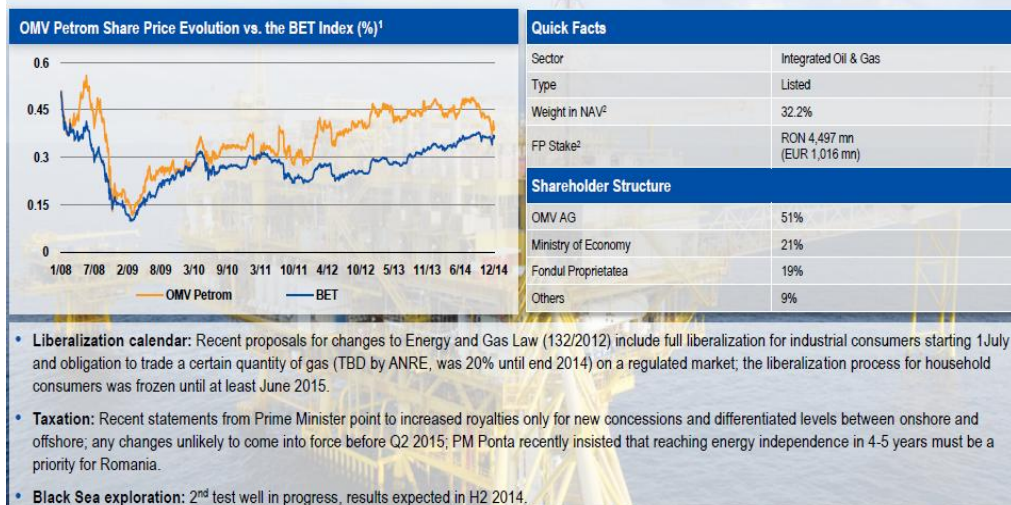 OMV Petrom Share Price Evolution vs. the BET Index (%)1
0.6
0.45
0.3
0.15
0
1/08 7/08 2/09 8/09 3/10 9/10 3/11 10/11 4/12 10/12 5/13 11/13 6/14 12/14
OMV Petrom BET
Quick Facts
Sector Integrated Oil & Gas
Type Listed
Weight in NAV2 32.2%
FP Stake2 RON 4,497 mn
(EUR 1,016 mn)
Shareholder Structure
OMV AG 51%
Ministry of Economy 21%
Fondul Proprietatea 19%
Others 9%
• Liberalization calendar: Recent proposals for changes to Energy and Gas Law (132/2012) include full liberalization for industrial consumers starting 1July
and obligation to trade a certain quantity of gas (TBD by ANRE, was 20% until end 2014) on a regulated market; the liberalization process for household
consumers was frozen until at least June 2015.
• Taxation: Recent statements from Prime Minister point to increased royalties only for new concessions and differentiated levels between onshore and
offshore; any changes unlikely to come into force before Q2 2015; PM Ponta recently insisted that reaching energy independence in 4-5 years must be a
priority for Romania.
• Black Sea exploration: 2nd test well in progress, results expected in H2 2014.